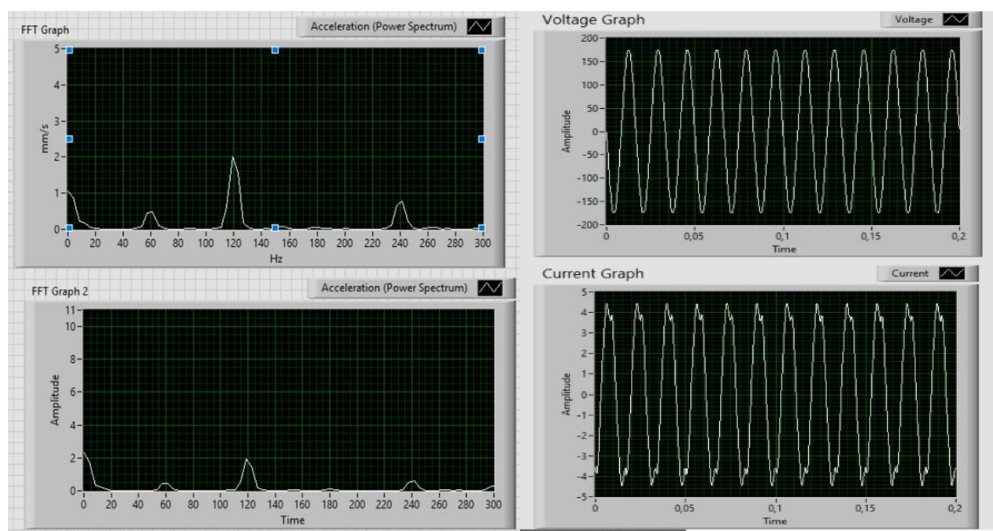 FFT Graph
Acceleration (Power Spectrum)
5-
4-
3-
2-
1-
0-
mm/s
0 20 40 60 80 100 120 140 160 180 200 220 240 260 280 300
Hz
Voltage Graph
Voltage
200-
150-
100-
50-
0-
-50-
-100-
-150-
-200-
Amplitude
0 0,05 0,1 0,15 0,2
Time
FFT Graph 2
Acceleration (Power Spectrum)
11-
10-
8-
6-
4-
2-
0-
Amplitude
0 20 40 60 80 100 120 140 160 180 200 220 240 260 280 300
Time
Current Graph
Current
5-
4-
3-
2-
1-
0-
-1-
-2-
-3-
-4-
-5-
Amplitude
0 0,05 0,1 0,15 0,2
Time